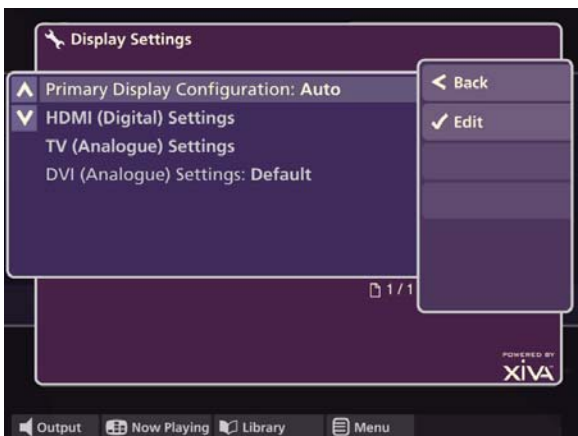 Display Settings
Primary Display Configuration: Auto
HDMI (Digital) Settings
TV (Analogue) Settings
DVI (Analogue) Settings: Default
Back
Edit
1/1
POWERED BY
XiVA
Output Now Playing Library Menu